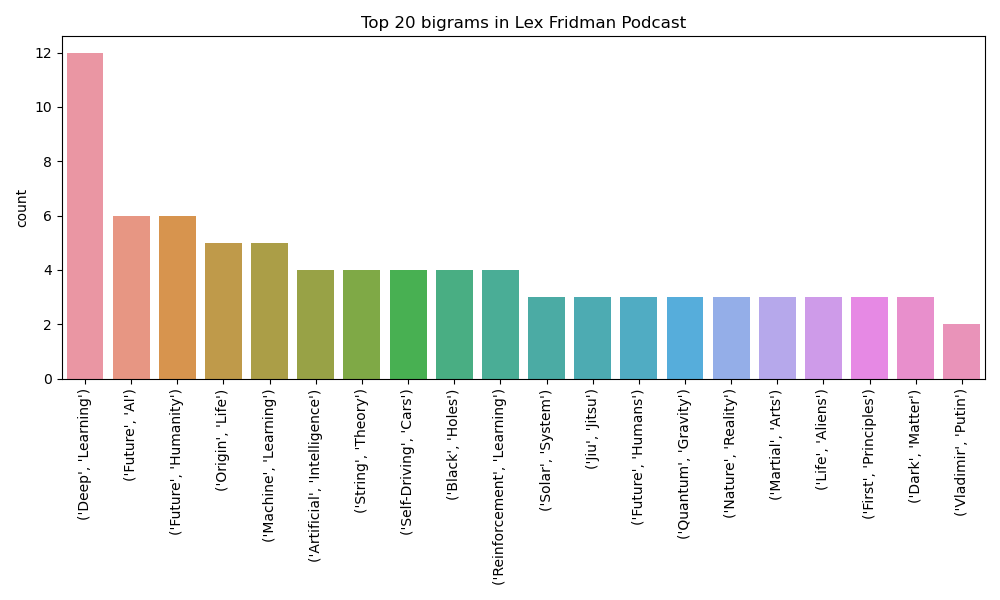 Top 20 bigrams in Lex Fridman Podcast
count
12
10
8
6
4
2
0
('Deep', 'Learning')
('Future', 'AI')
('Future', 'Humanity')
('Origin', 'Life')
('Machine', 'Learning')
('Artificial', 'Intelligence')
('String', 'Theory')
('Self-Driving', 'Cars')
('Black', 'Holes')
('Reinforcement', 'Learning')
('Solar', 'System')
('Jiu', 'Jitsu')
('Future', 'Humans')
('Quantum', 'Gravity')
('Nature', 'Reality')
('Martial', 'Arts')
('Life', 'Aliens')
('First', 'Principles')
('Dark', 'Matter')
('Vladimir', 'Putin')